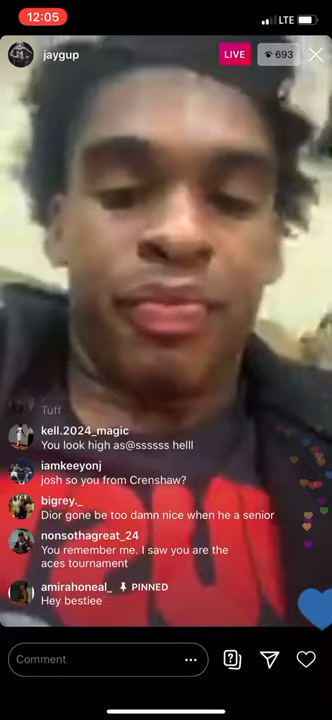 12:05
LTE
jaygup
LIVE
693
Tuff
kell.2024_magic
You look high as@ssssss helll
iamkeeyonj
josh so you from Crenshaw?
bigrey._
Dior gone be too damn nice when he a senior
nonsothagreat_24
You remember me. I saw you are the
aces tournament
amirahoneal_ PINNED
Hey bestiee
Comment